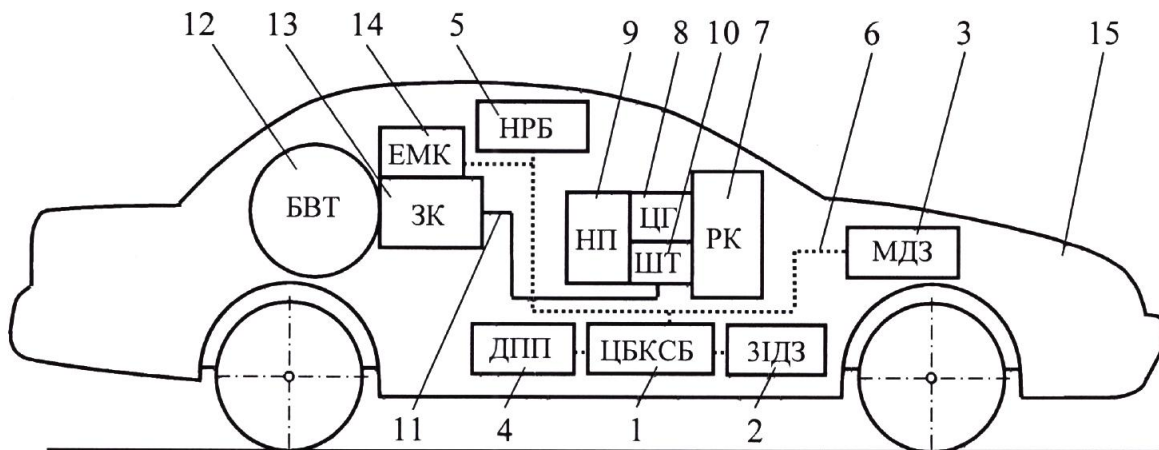 12 13 14 5 9 8 10 7 6 3 15
НРБ
ЕМК
БВТ
ЗК
НП
ЦГ
ШТ
РК
МДЗ
ДПП
ЦБКСБ
ЗІДЗ
11 4 1 2